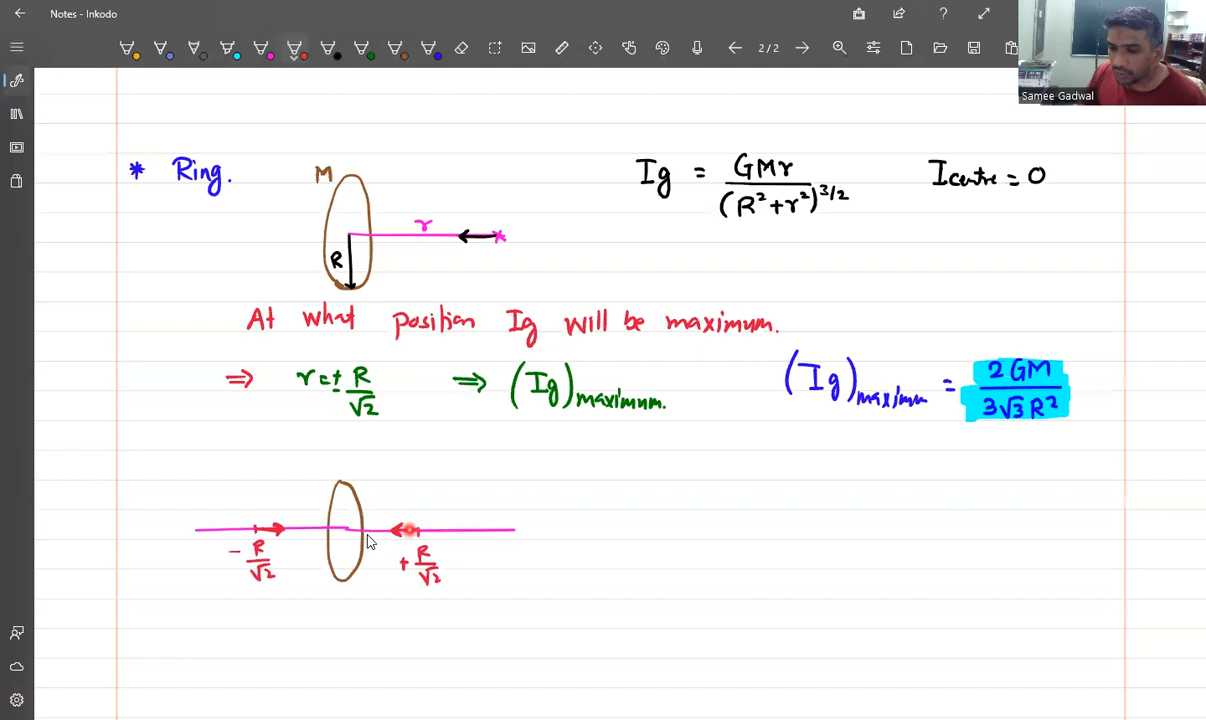 Notes - Inkodo
2/2
Samee Gadwal
* Ring.
M
Ig = GMr / (R² + r²)^3/2
Icentre = 0
r
R
At what position Ig will be maximum.
⇒ r = ± R/√2 ⇒ (Ig)maximum.
(Ig)maximum = 2GM / 3√3 R²
- R/√2
+ R/√2